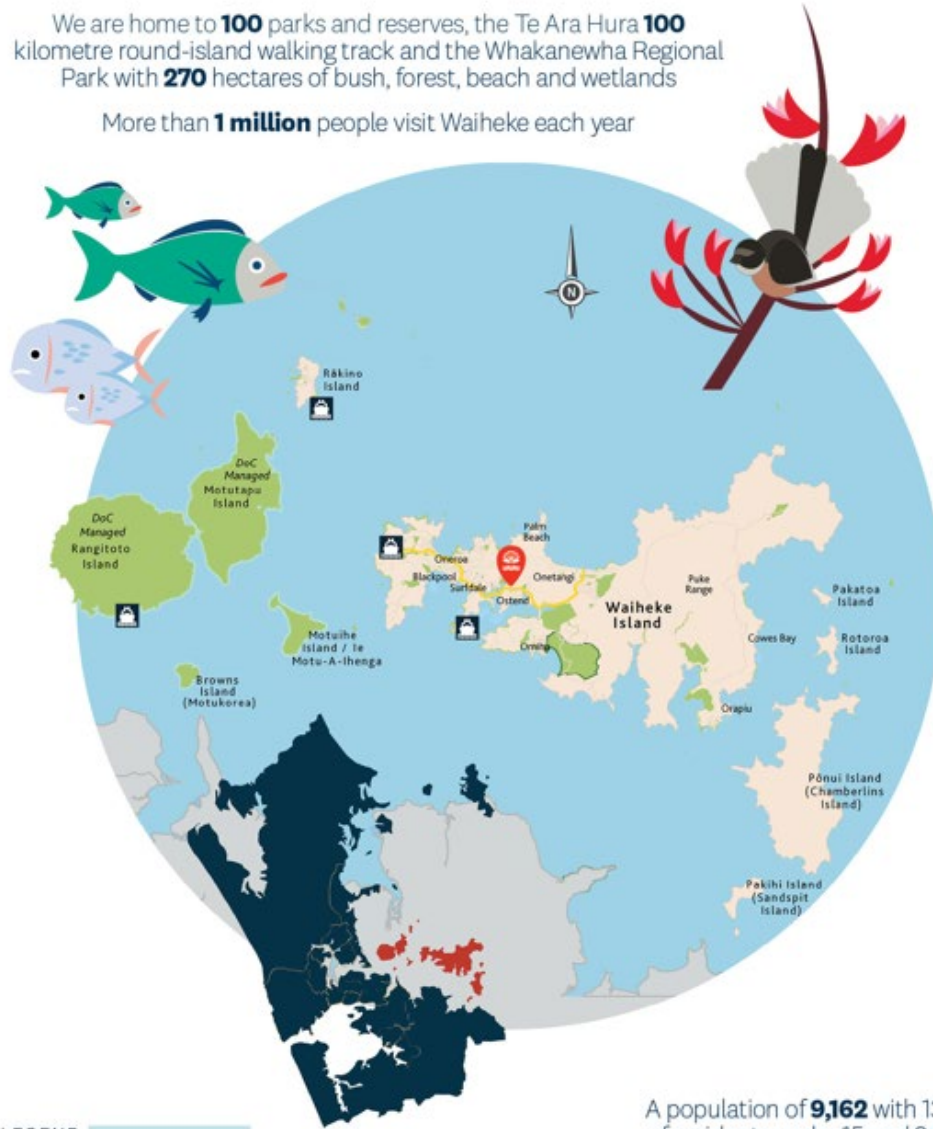 We are home to 100 parks and reserves, the Te Ara Hura 100
kilometre round-island walking track and the Whakanewha Regional
Park with 270 hectares of bush, forest, beach and wetlands
More than 1 million people visit Waiheke each year
N
Rākino
Island
DoC
Managed
Motutapu
Island
DoC
Managed
Rangitoto
Island
Palm
Beach
Oneroa
Blackpool
Surfdale
Onetangi
Ostend
Waiheke
Island
Puke
Range
Pakatoa
Island
Cowes Bay
Rotoroa
Island
Motuihe
Island / Ie
Motu-A-Ihenga
Omiha
Browns
Island
(Motukorea)
Orapiu
Pōnui Island
(Chamberlins
Island)
Pakihi Island
(Sandspit
Island)
A population of 9,162 with